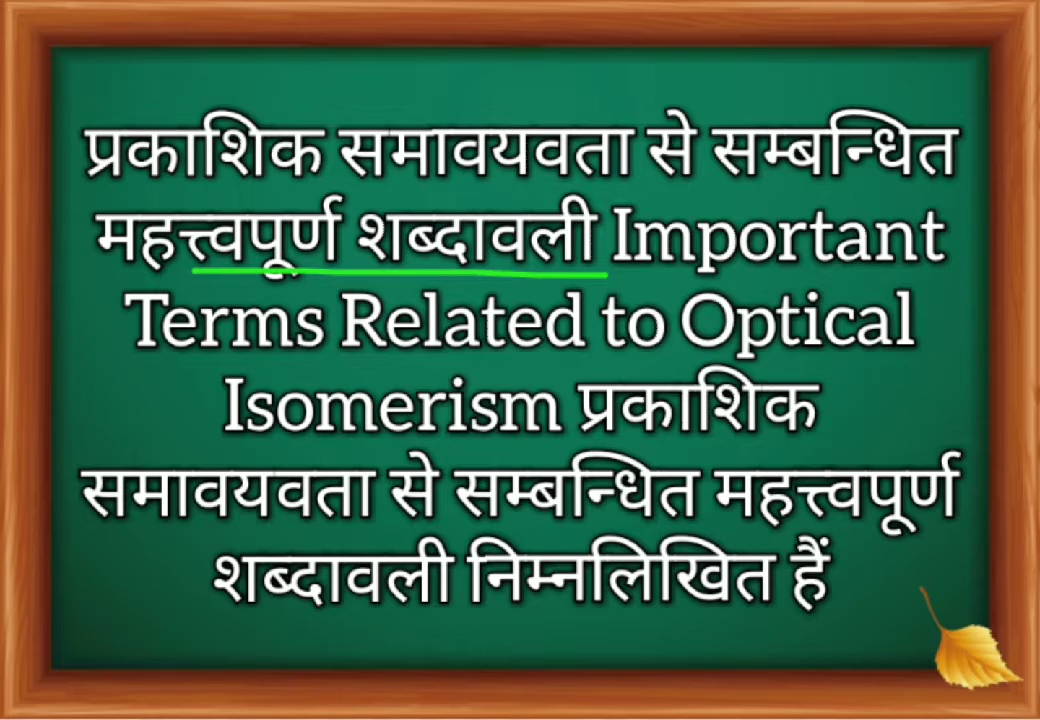 प्रकाशिक समावयवता से सम्बन्धित
महत्त्वपूर्ण शब्दावली Important
Terms Related to Optical
Isomerism प्रकाशिक
समावयवता से सम्बन्धित महत्त्वपूर्ण
शब्दावली निम्नलिखित हैं